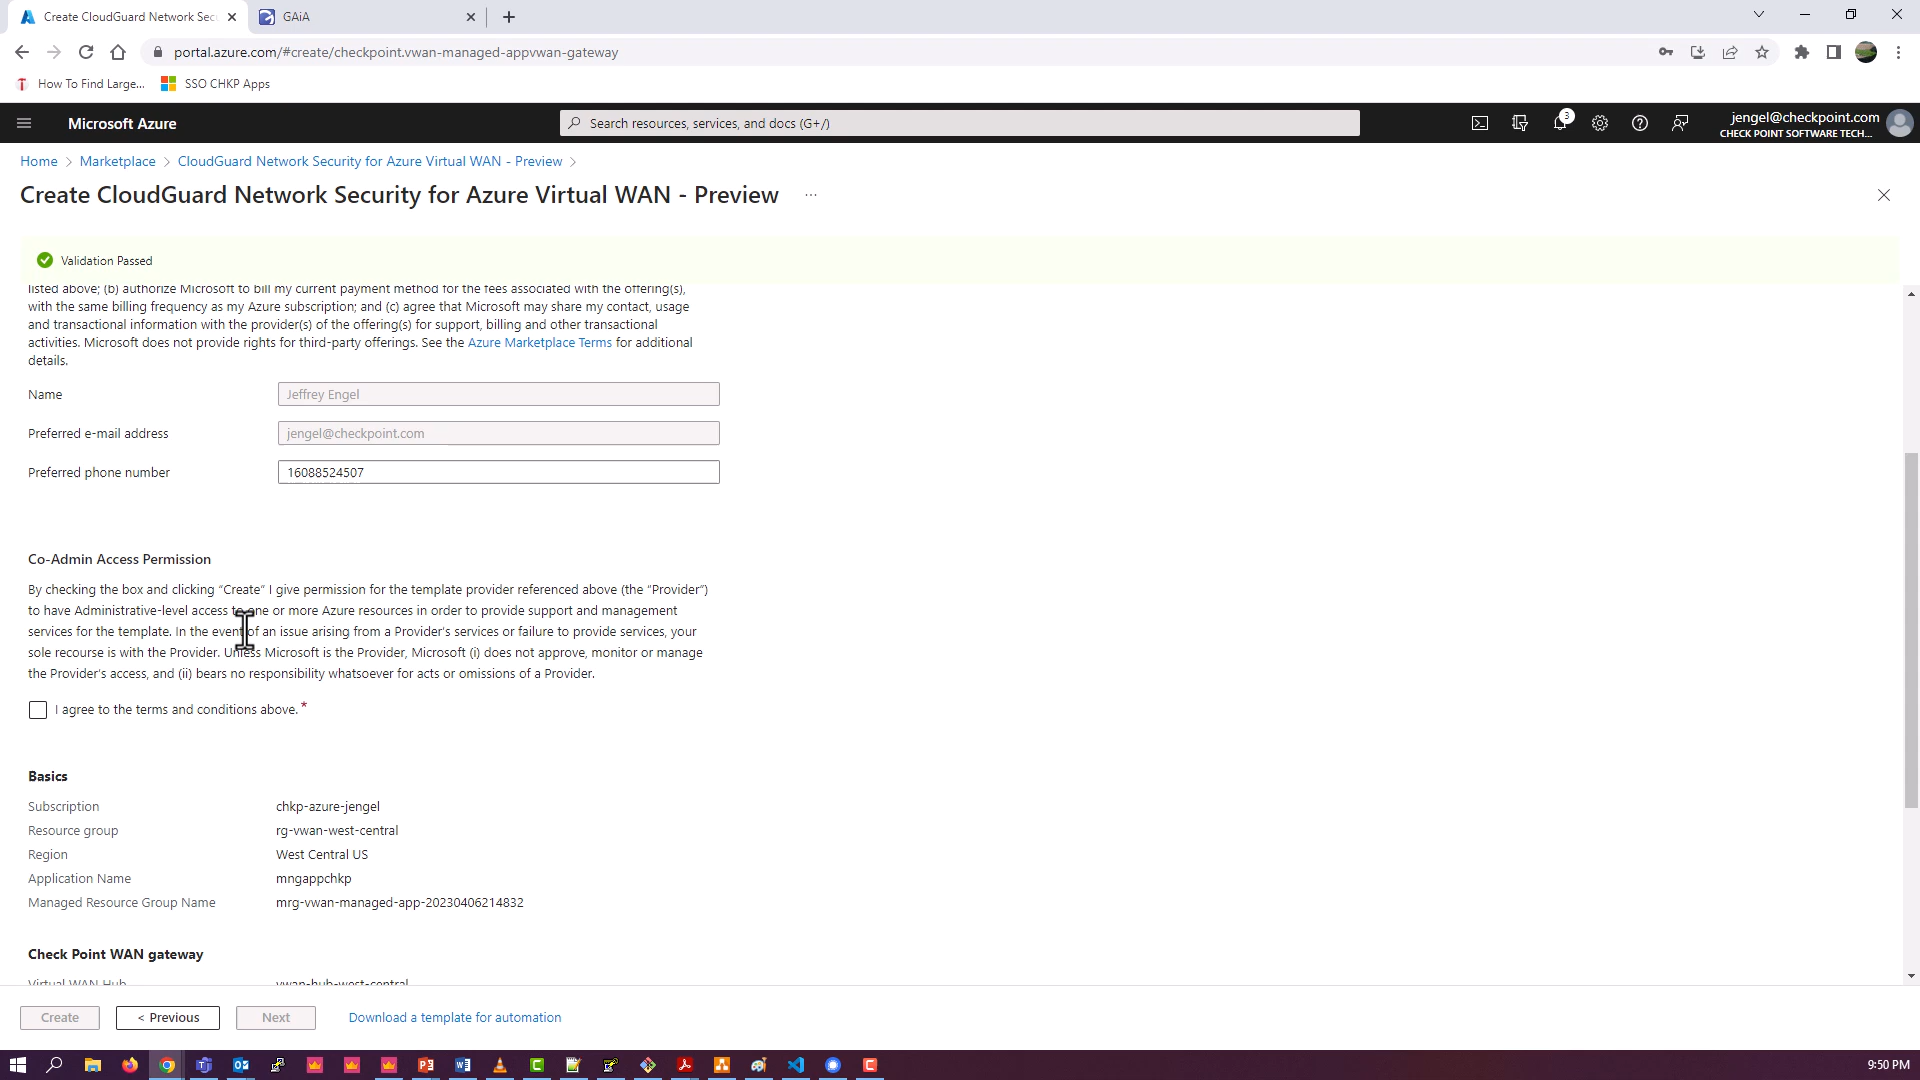 Create CloudGuard Network Sec
GAiA
portal.azure.com/#create/checkpoint.vwan-managed-appvwan-gateway
How To Find Large...
SSO CHKP Apps
Microsoft Azure
Search resources, services, and docs (G+/)
3
jengel@checkpoint.com
CHECK POINT SOFTWARE TECH...
Home > Marketplace > CloudGuard Network Security for Azure Virtual WAN - Preview >
Create CloudGuard Network Security for Azure Virtual WAN - Preview ...
Validation Passed
listed above; (b) authorize Microsoft to bill my current payment method for the fees associated with the offering(s),
with the same billing frequency as my Azure subscription; and (c) agree that Microsoft may share my contact, usage
and transactional information with the provider(s) of the offering(s) for support, billing and other transactional
activities. Microsoft does not provide rights for third-party offerings. See the Azure Marketplace Terms for additional
details.
Name
Jeffrey Engel
Preferred e-mail address
jengel@checkpoint.com
Preferred phone number
16088524507
Co-Admin Access Permission
By checking the box and clicking “Create” I give permission for the template provider referenced above (the “Provider”)
to have Administrative-level access to one or more Azure resources in order to provide support and management
services for the template. In the event of an issue arising from a Provider's services or failure to provide services, your
sole recourse is with the Provider. Unless Microsoft is the Provider, Microsoft (i) does not approve, monitor or manage
the Provider's access, and (ii) bears no responsibility whatsoever for acts or omissions of a Provider.
I agree to the terms and conditions above. *
Basics
Subscription
chkp-azure-jengel
Resource group
rg-vwan-west-central
Region
West Central US
Application Name
mngappchkp
Managed Resource Group Name
mrg-vwan-managed-app-20230406214832
Check Point WAN gateway
Virtual WAN Hub
vwan-hub-west-central
Create
< Previous
Next
Download a template for automation
9:50 PM